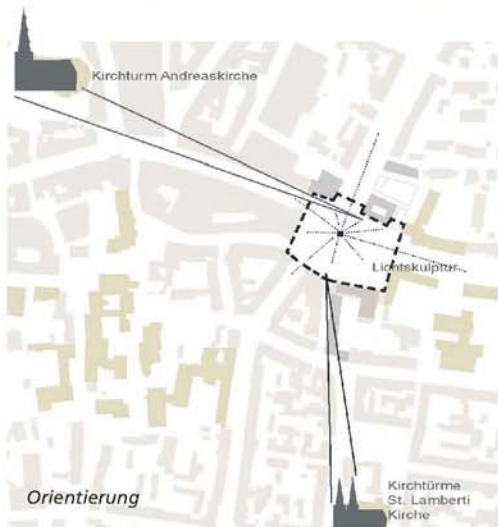 Kirchturm Andreaskirche
Lichtskulptur
Kirchtürme
St. Lamberti
Kirche
Orientierung